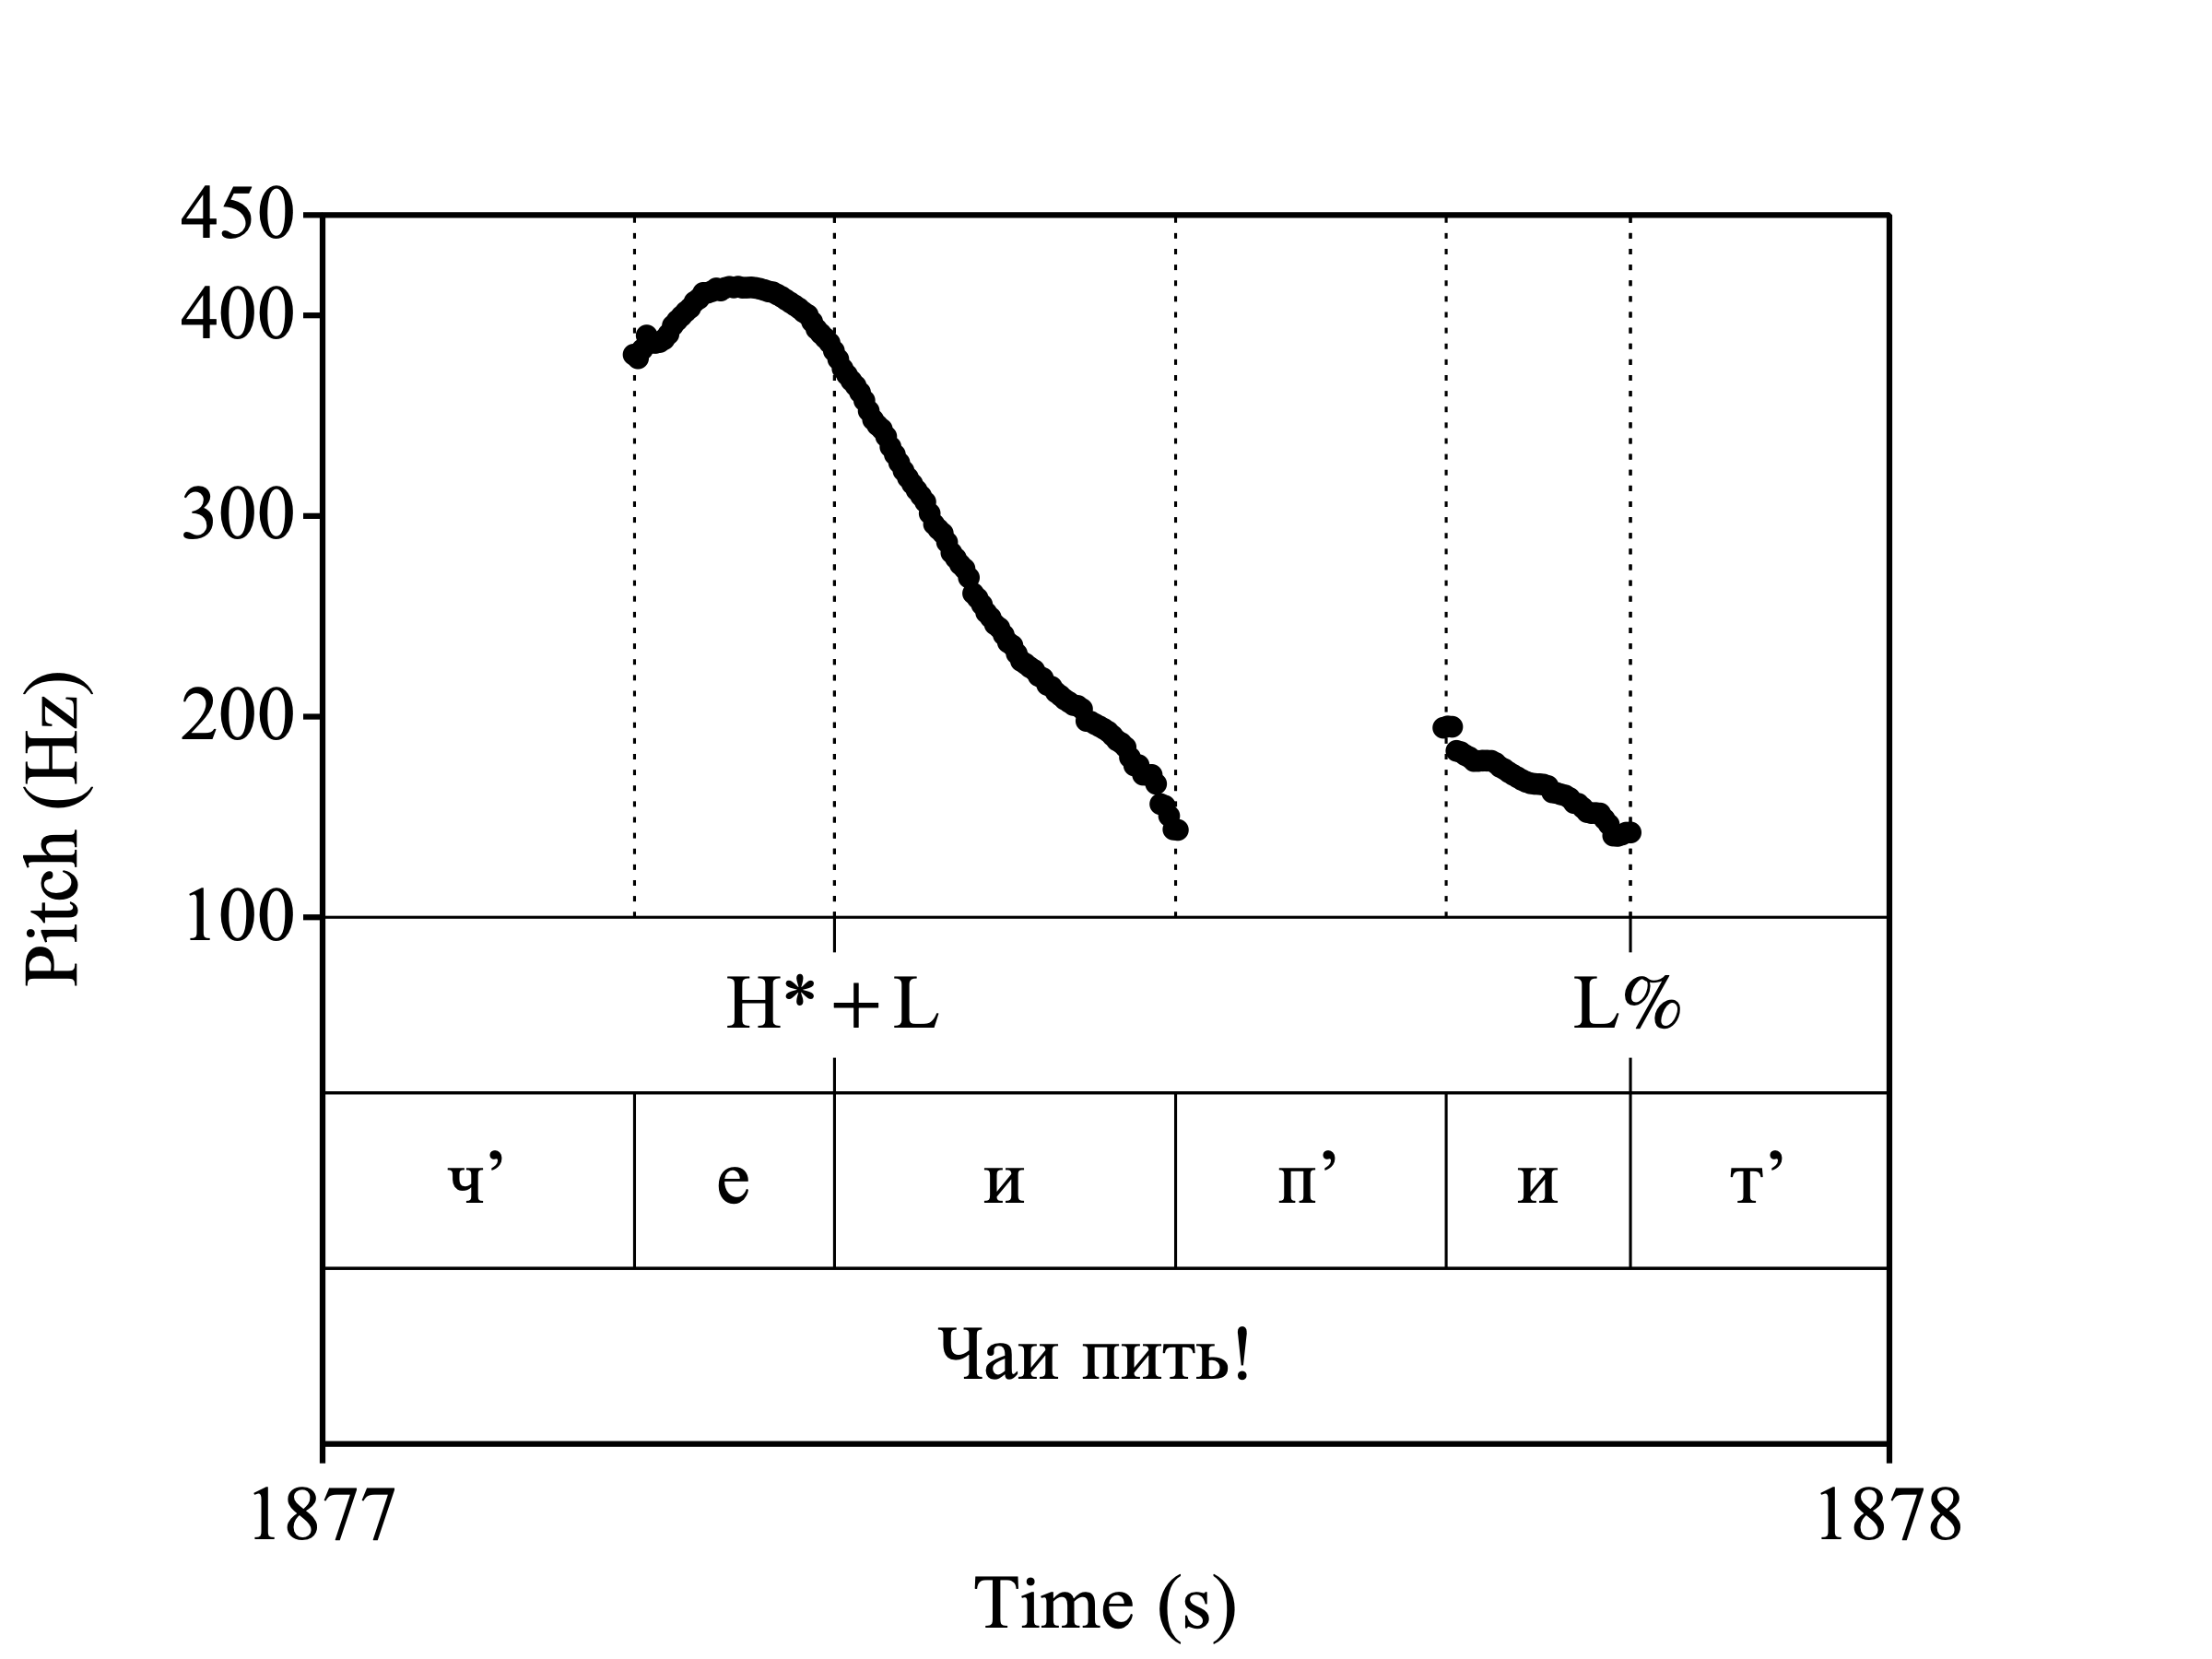 450
400
300
200
100
Pitch (Hz)
H*+L L%
ч’ е и п’ и т’
Чаи пить!
1877 1878
Time (s)